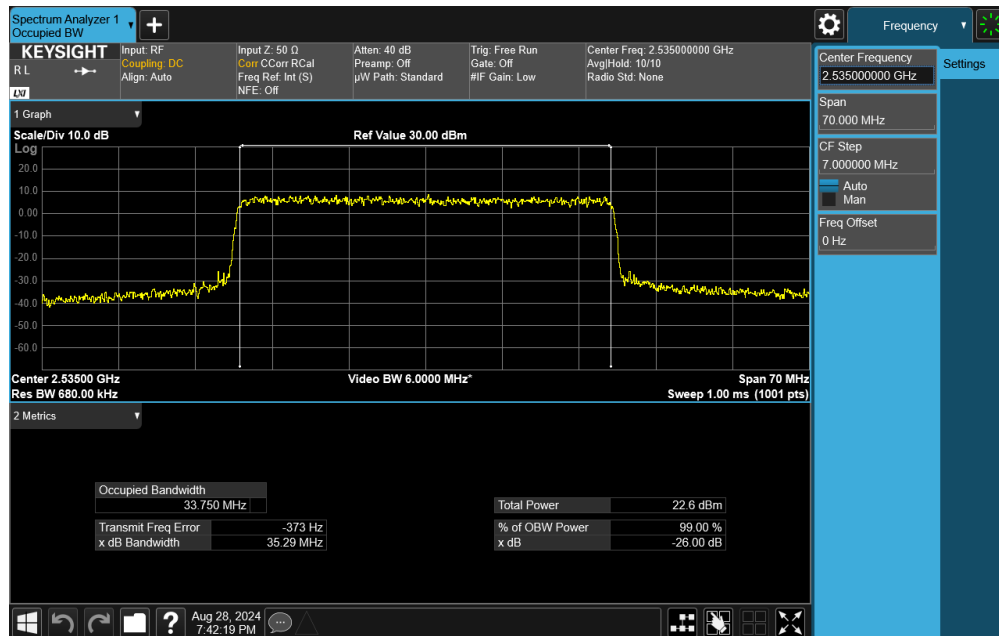 Spectrum Analyzer 1
Occupied BW
+
Frequency
KEYSIGHT
R L
LXI
Input: RF
Coupling: DC
Align: Auto
Input Z: 50 Ω
Corr CCorr RCal
Freq Ref: Int (S)
NFE: Off
Atten: 40 dB
Preamp: Off
µW Path: Standard
Trig: Free Run
Gate: Off
#IF Gain: Low
Center Freq: 2.535000000 GHz
Avg|Hold: 10/10
Radio Std: None
Center Frequency
2.535000000 GHz
Settings
Span
70.000 MHz
CF Step
7.000000 MHz
Auto
Man
Freq Offset
0 Hz
1 Graph
Scale/Div 10.0 dB
Ref Value 30.00 dBm
Log
20.0
10.0
0.00
-10.0
-20.0
-30.0
-40.0
-50.0
-60.0
Center 2.53500 GHz
Video BW 6.0000 MHz*
Span 70 MHz
Res BW 680.00 kHz
Sweep 1.00 ms (1001 pts)
2 Metrics
Occupied Bandwidth
33.750 MHz
Total Power 22.6 dBm
Transmit Freq Error -373 Hz
% of OBW Power 99.00 %
x dB Bandwidth 35.29 MHz
x dB -26.00 dB
?
Aug 28, 2024
7:42:19 PM